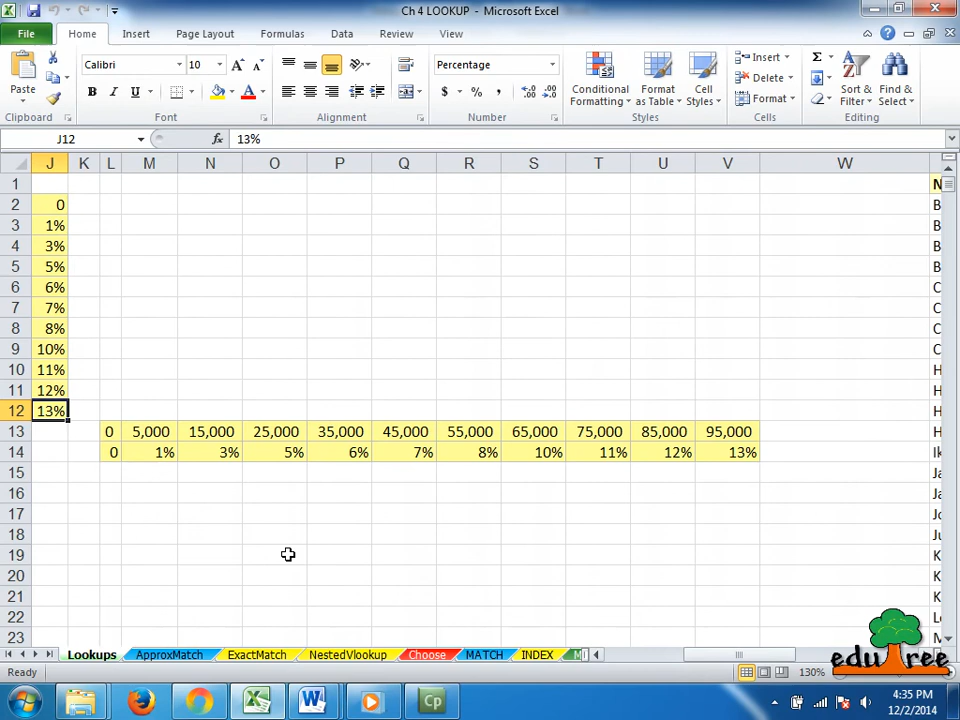 Ch 4 LOOKUP - Microsoft Excel
File Home Insert Page Layout Formulas Data Review View
Paste
Clipboard
Calibri 10
B I U
Font
Alignment
Percentage
$ % ,
Number
Conditional Formatting
Format as Table
Cell Styles
Styles
Insert
Delete
Format
Cells
Sort & Filter
Find & Select
Editing
J12 fx 13%
J K L M N O P Q R S T U V W
1
2 0
3 1%
4 3%
5 5%
6 6%
7 7%
8 8%
9 10%
10 11%
11 12%
12 13%
13 0 5,000 15,000 25,000 35,000 45,000 55,000 65,000 75,000 85,000 95,000
14 0 1% 3% 5% 6% 7% 8% 10% 11% 12% 13%
15
16
17
18
19
20
21
22
23
Lookups ApproxMatch ExactMatch NestedVlookup Choose MATCH INDEX
edu tree
Ready 130%
4:35 PM
12/2/2014